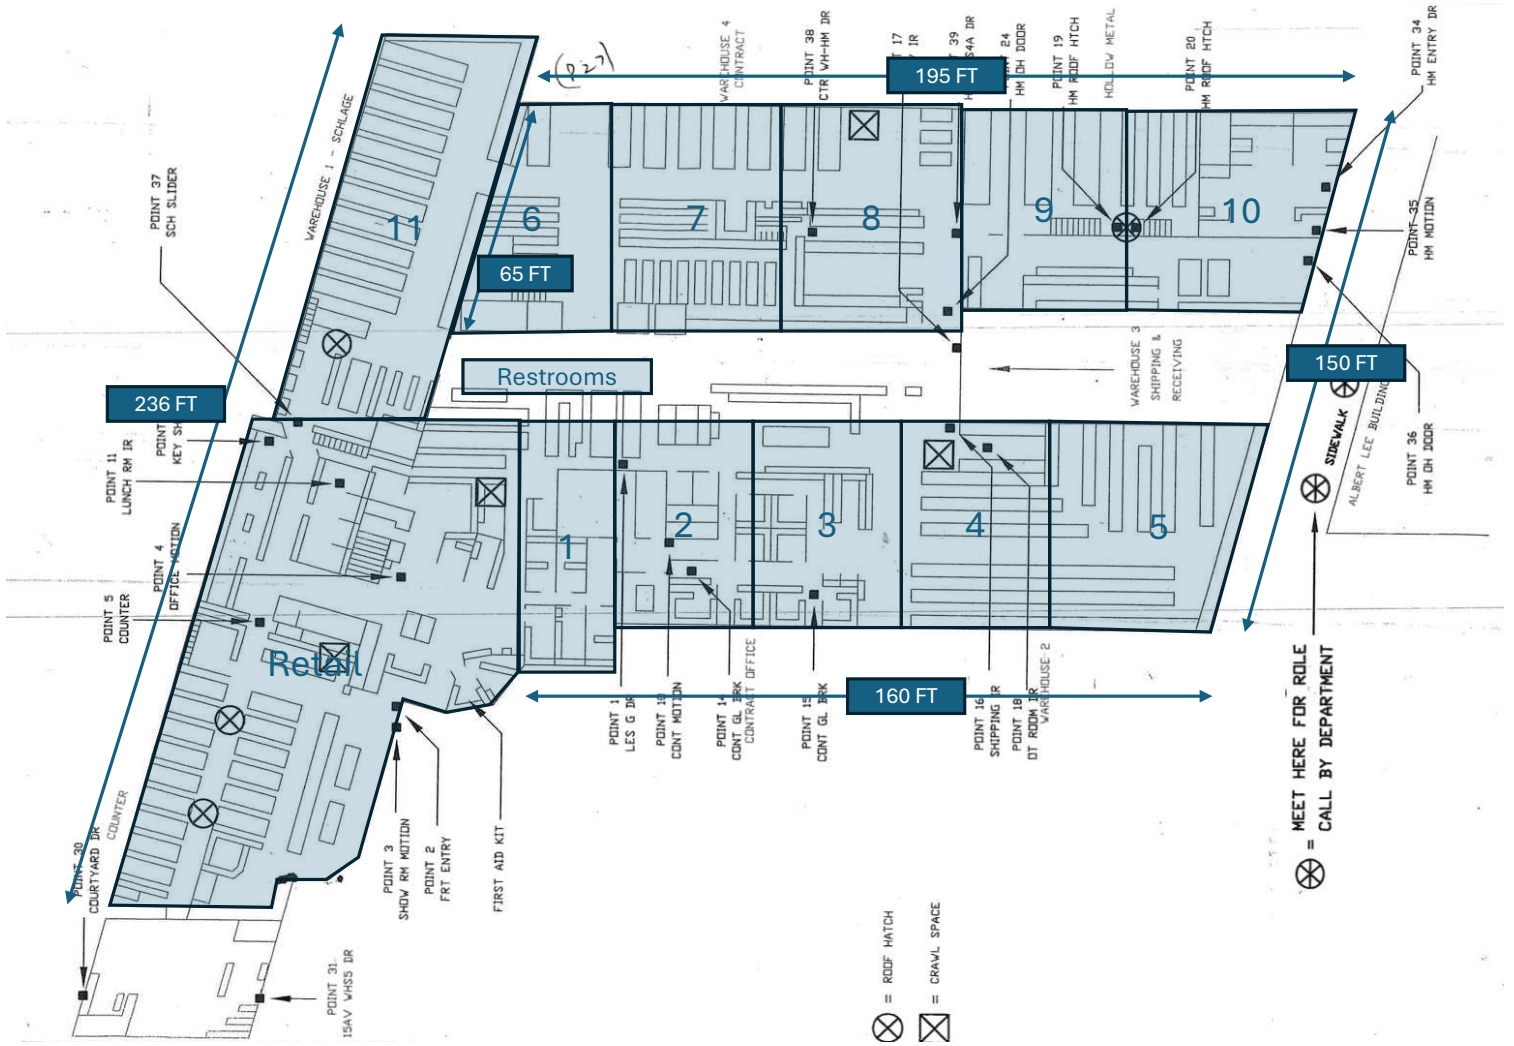 (P27)
WAREHOUSE 4
CONTRACT
POINT 38
CTR WH-HM DR
17
IR
39
S4A DR
24
HM OH DOOR
POINT 19
HM ROOF HTCH
HOLLOW METAL
POINT 20
HM ROOF HTCH
POINT 34
HM ENTRY DR
195 FT
WAREHOUSE 1 - SCHLAGE
POINT 37
SCH SLIDER
11
6
7
8
9
10
65 FT
POINT 35
HM MOTION
Restrooms
WAREHOUSE 3
SHIPPING &
RECEIVING
150 FT
236 FT
POINT
KEY SH
POINT 11
LUNCH RM IR
POINT 4
OFFICE MOTION
POINT 5
COUNTER
SIDEWALK
ALBERT LEE BUILDING
POINT 36
HM OH DOOR
1
2
3
4
5
Retail
160 FT
POINT 1
LES G DR
POINT 10
CONT MOTION
POINT 14
CONT GL BRK
CONTRACT OFFICE
POINT 15
CONT GL BRK
POINT 16
SHIPPING IR
POINT 18
DT ROOM IR
WAREHOUSE 2
= MEET HERE FOR ROLE
CALL BY DEPARTMENT
COUNTER
POINT 30
COURTYARD DR
POINT 3
SHOW RM MOTION
POINT 2
FRT ENTRY
FIRST AID KIT
POINT 31
15AV WHS5 DR
= ROOF HATCH
= CRAWL SPACE